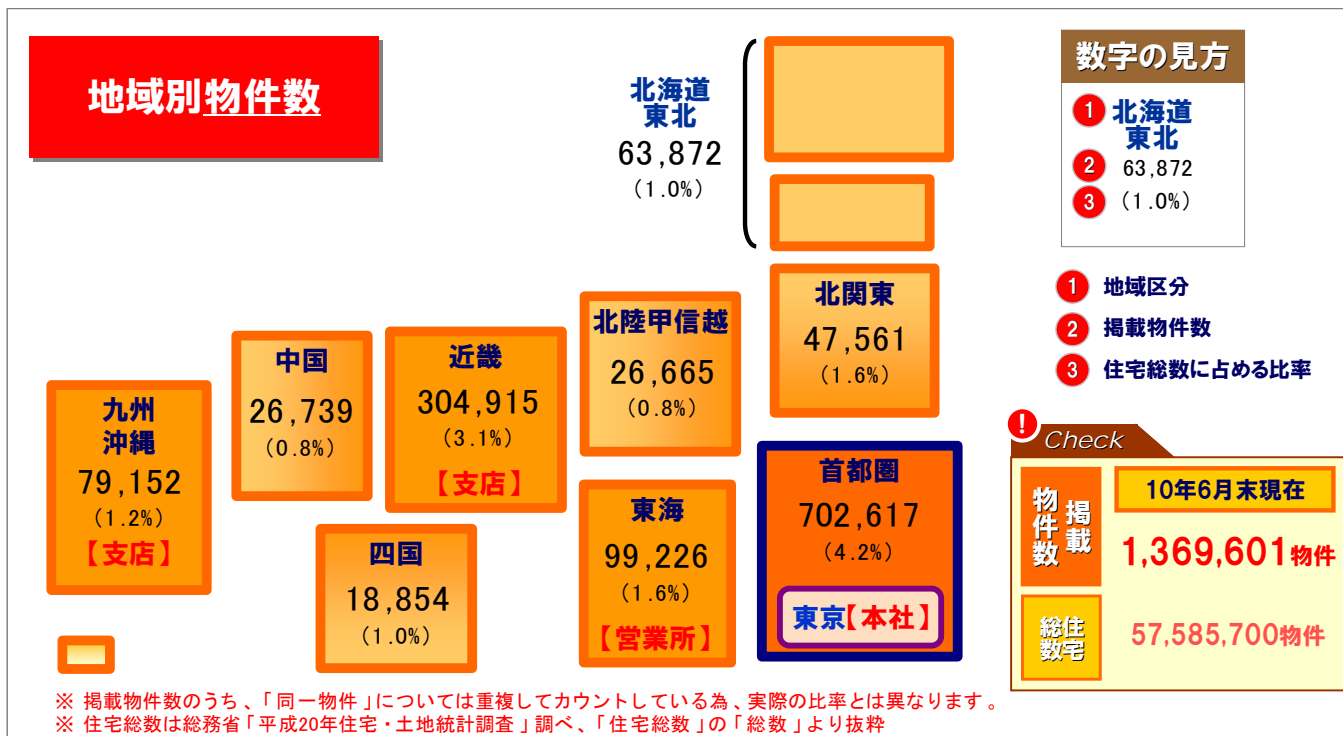 地域別物件数
北海道
東北
63,872
(1.0%)
数字の見方
1 北海道
東北
2 63,872
3 (1.0%)
1 地域区分
2 掲載物件数
3 住宅総数に占める比率
北関東
47,561
(1.6%)
北陸甲信越
26,665
(0.8%)
近畿
304,915
(3.1%)
【支店】
中国
26,739
(0.8%)
九州
沖縄
79,152
(1.2%)
【支店】
四国
18,854
(1.0%)
東海
99,226
(1.6%)
【営業所】
首都圏
702,617
(4.2%)
東京【本社】
! Check
掲載
物件数
10年6月末現在
1,369,601物件
住宅
総数
57,585,700物件
※ 掲載物件数のうち、「同一物件」については重複してカウントしている為、実際の比率とは異なります。
※ 住宅総数は総務省「平成20年住宅・土地統計調査」調べ、「住宅総数」の「総数」より抜粋